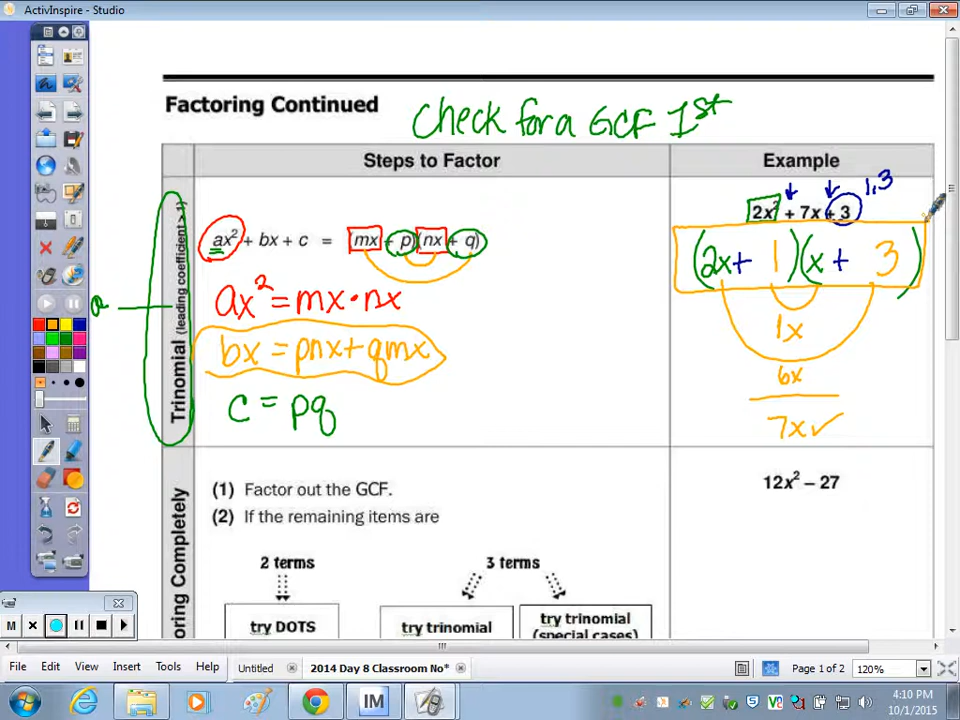 ActivInspire - Studio
Factoring Continued
Check for a GCF 1st
Steps to Factor
Example
Trinomial (leading coefficient > 1)
a
ax² + bx + c = (mx + p)(nx + q)
ax² = mx · nx
bx = pnx + qmx
c = pq
1,3
2x² + 7x + 3
(2x + 1)(x + 3)
1x
6x
7x ✓
oring Completely
(1) Factor out the GCF.
(2) If the remaining items are
2 terms
3 terms
try DOTS
try trinomial
try trinomial
(special cases)
12x² – 27
M
File Edit View Insert Tools Help
Untitled
2014 Day 8 Classroom No*
Page 1 of 2
120%
IM
4:10 PM
10/1/2015